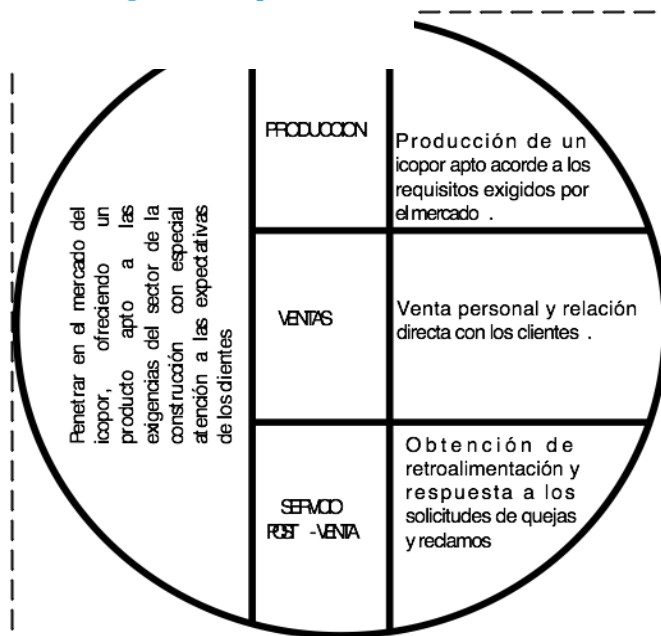 Penetrar en el mercado del
icopor, ofreciendo un
producto apto a las
exigencias del sector de la
construcción con especial
atención a las expectativas
de los clientes
PRODUCCION
Producción de un
icopor apto acorde a los
requisitos exigidos por
el mercado .
VENTAS
Venta personal y relación
directa con los clientes .
SERVICIO
POST - VENTA
Obtención de
retroalimentación y
respuesta a los
solicitudes de quejas
y reclamos